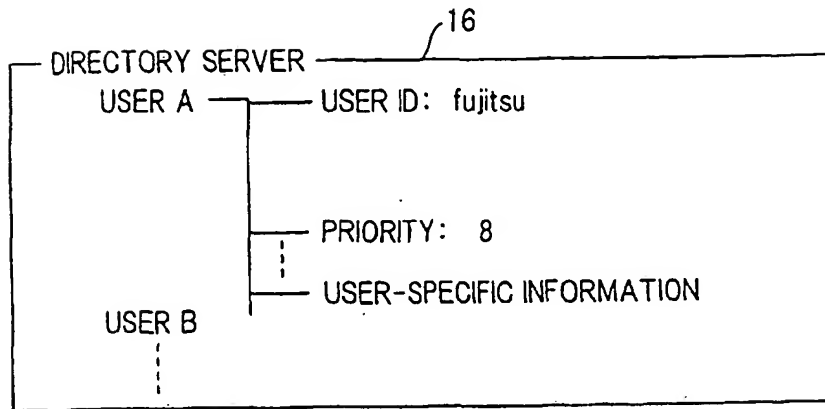 16
DIRECTORY SERVER
USER A
USER ID: fujitsu
PRIORITY: 8
USER-SPECIFIC INFORMATION
USER B